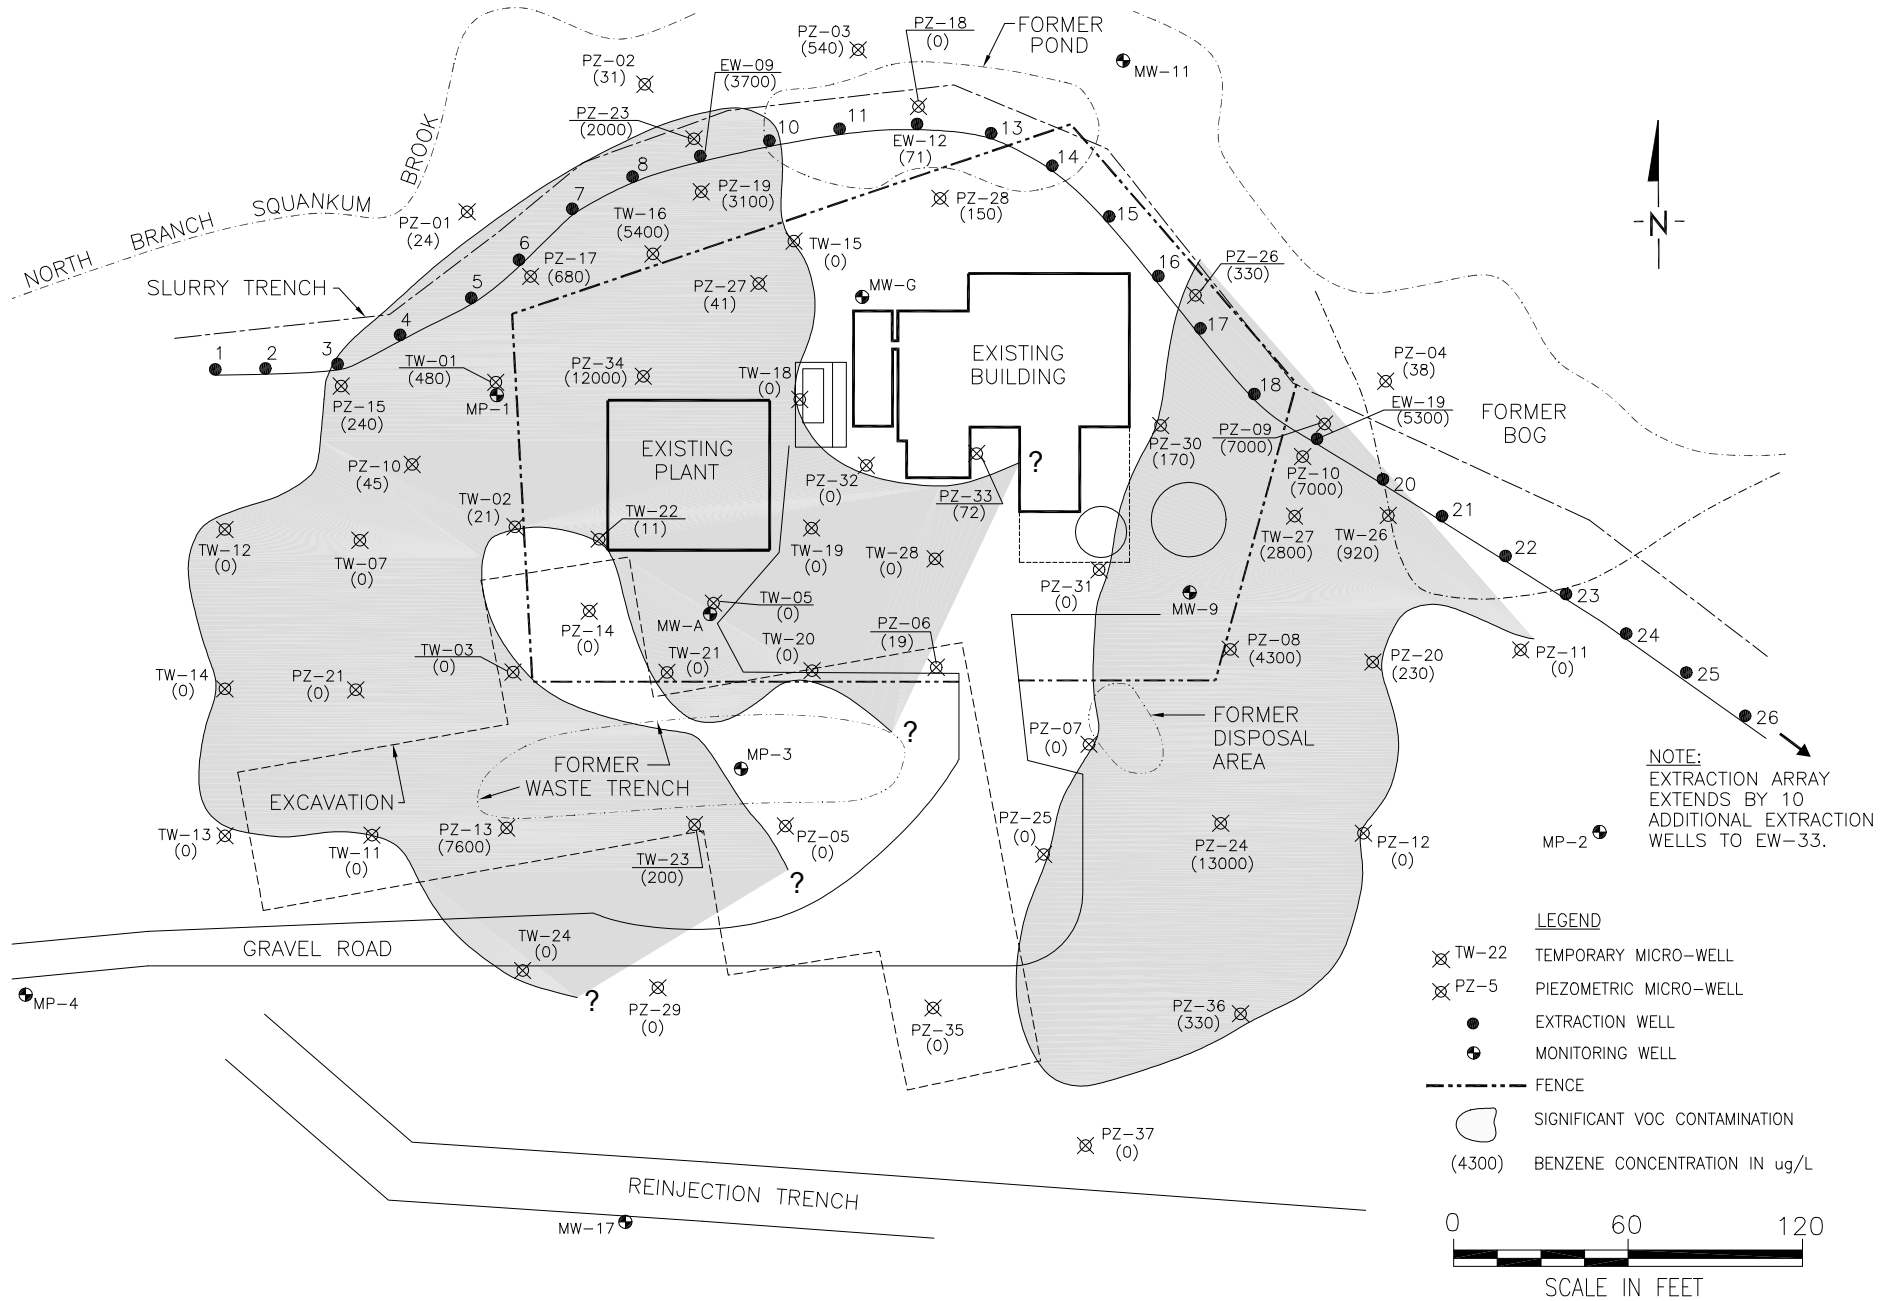 PZ-18
(0)
FORMER
POND
PZ-03
(540)
PZ-02
(31)
EW-09
(3700)
MW-11
PZ-23
(2000)
10
11
13
EW-12
(71)
14
8
7
PZ-19
(3100)
PZ-28
(150)
15
BROOK
NORTH BRANCH SQUANKUM
PZ-01
(24)
TW-16
(5400)
TW-15
(0)
6
PZ-17
(680)
5
PZ-27
(41)
MW-G
16
PZ-26
(330)
N
SLURRY TRENCH
4
17
1
2
3
TW-01
(480)
MP-1
PZ-34
(12000)
TW-18
(0)
EXISTING
BUILDING
18
PZ-04
(38)
EW-19
(5300)
FORMER
BOG
PZ-15
(240)
EXISTING
PLANT
PZ-30
(170)
PZ-09
(7000)
PZ-10
(7000)
20
?
PZ-10
(45)
PZ-32
(0)
PZ-33
(72)
TW-02
(21)
TW-22
(11)
21
TW-12
(0)
TW-07
(0)
TW-19
(0)
TW-28
(0)
TW-27
(2800)
TW-26
(920)
22
PZ-31
(0)
MW-9
23
PZ-14
(0)
MW-A
TW-05
(0)
PZ-06
(19)
24
TW-03
(0)
TW-21
(0)
TW-20
(0)
PZ-08
(4300)
PZ-20
(230)
PZ-11
(0)
25
TW-14
(0)
PZ-21
(0)
26
?
PZ-07
(0)
FORMER
DISPOSAL
AREA
MP-3
FORMER
WASTE TRENCH
EXCAVATION
NOTE:
EXTRACTION ARRAY
EXTENDS BY 10
ADDITIONAL EXTRACTION
WELLS TO EW-33.
TW-13
(0)
TW-11
(0)
PZ-13
(7600)
TW-23
(200)
PZ-05
(0)
PZ-25
(0)
PZ-24
(13000)
PZ-12
(0)
MP-2
?
GRAVEL ROAD
TW-24
(0)
?
MP-4
PZ-29
(0)
PZ-35
(0)
PZ-36
(330)
PZ-37
(0)
REINJECTION TRENCH
MW-17
LEGEND
TW-22 TEMPORARY MICRO-WELL
PZ-5 PIEZOMETRIC MICRO-WELL
EXTRACTION WELL
MONITORING WELL
FENCE
SIGNIFICANT VOC CONTAMINATION
(4300) BENZENE CONCENTRATION IN ug/L
0 60 120
SCALE IN FEET